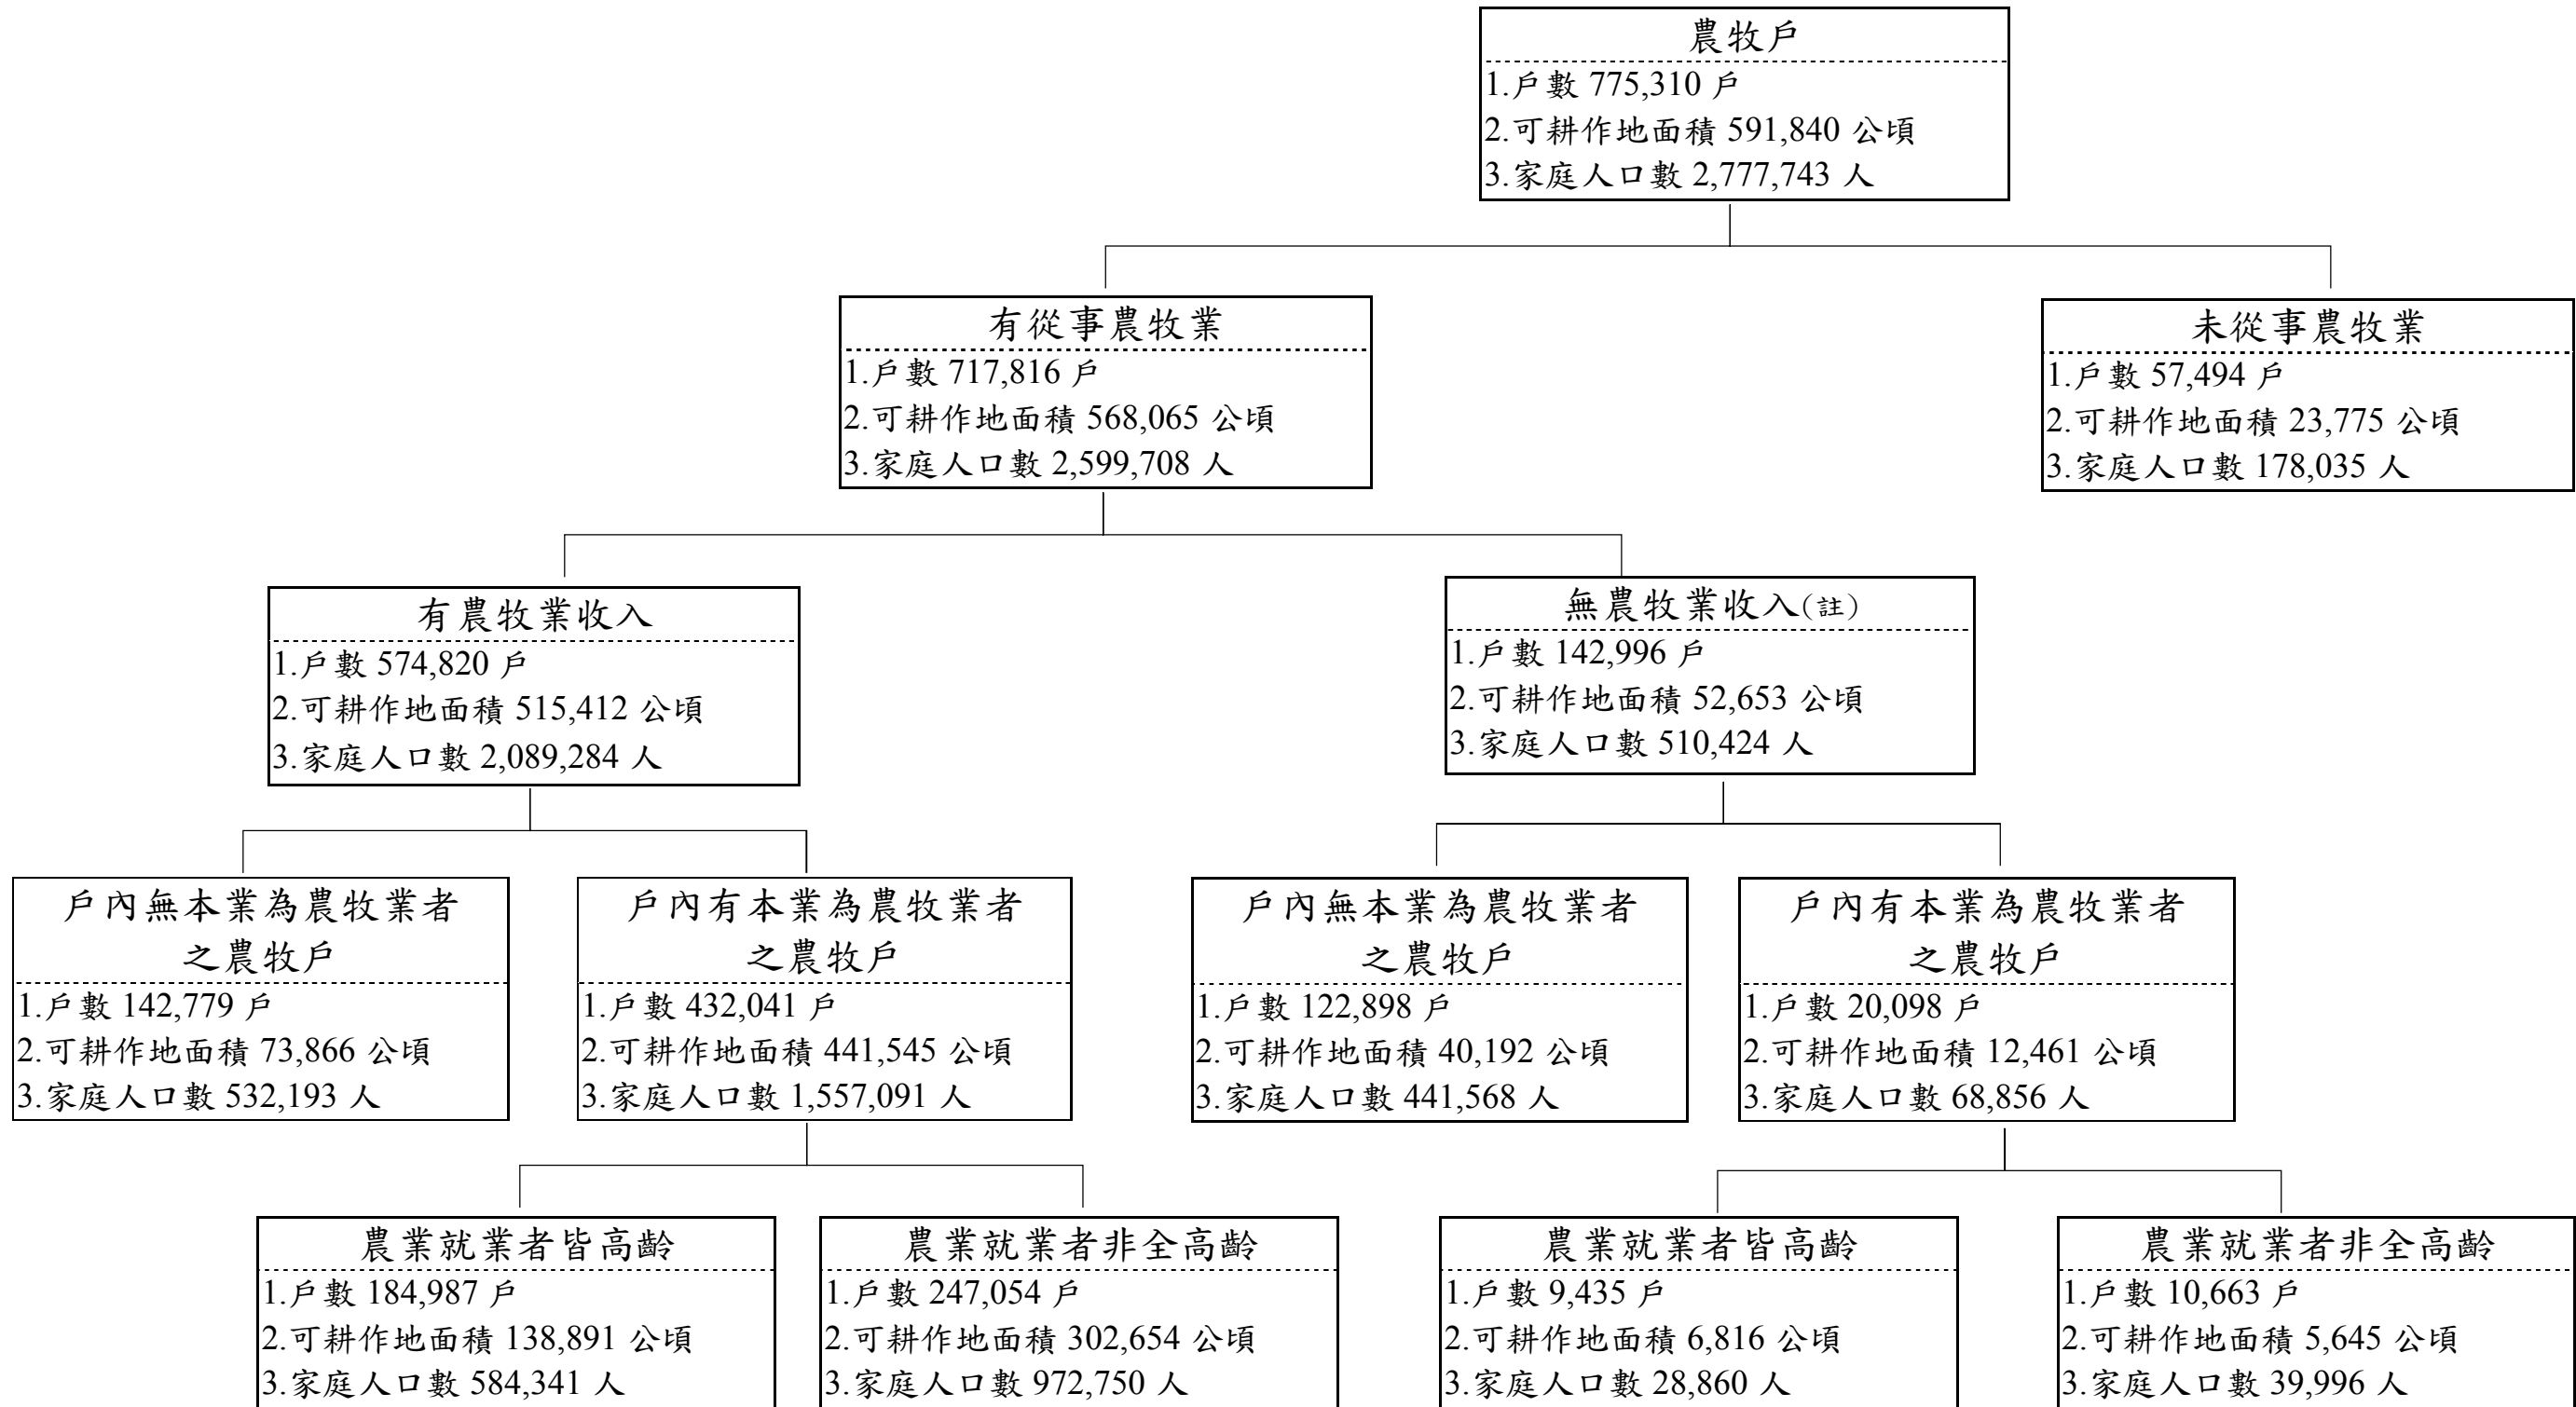 農牧戶
1.戶數 775,310 戶
2.可耕作地面積 591,840 公頃
3.家庭人口數 2,777,743 人
有從事農牧業
1.戶數 717,816 戶
2.可耕作地面積 568,065 公頃
3.家庭人口數 2,599,708 人
未從事農牧業
1.戶數 57,494 戶
2.可耕作地面積 23,775 公頃
3.家庭人口數 178,035 人
有農牧業收入
1.戶數 574,820 戶
2.可耕作地面積 515,412 公頃
3.家庭人口數 2,089,284 人
無農牧業收入(註)
1.戶數 142,996 戶
2.可耕作地面積 52,653 公頃
3.家庭人口數 510,424 人
戶內無本業為農牧業者
之農牧戶
1.戶數 142,779 戶
2.可耕作地面積 73,866 公頃
3.家庭人口數 532,193 人
戶內有本業為農牧業者
之農牧戶
1.戶數 432,041 戶
2.可耕作地面積 441,545 公頃
3.家庭人口數 1,557,091 人
戶內無本業為農牧業者
之農牧戶
1.戶數 122,898 戶
2.可耕作地面積 40,192 公頃
3.家庭人口數 441,568 人
戶內有本業為農牧業者
之農牧戶
1.戶數 20,098 戶
2.可耕作地面積 12,461 公頃
3.家庭人口數 68,856 人
農業就業者皆高齡
1.戶數 184,987 戶
2.可耕作地面積 138,891 公頃
3.家庭人口數 584,341 人
農業就業者非全高齡
1.戶數 247,054 戶
2.可耕作地面積 302,654 公頃
3.家庭人口數 972,750 人
農業就業者皆高齡
1.戶數 9,435 戶
2.可耕作地面積 6,816 公頃
3.家庭人口數 28,860 人
農業就業者非全高齡
1.戶數 10,663 戶
2.可耕作地面積 5,645 公頃
3.家庭人口數 39,996 人